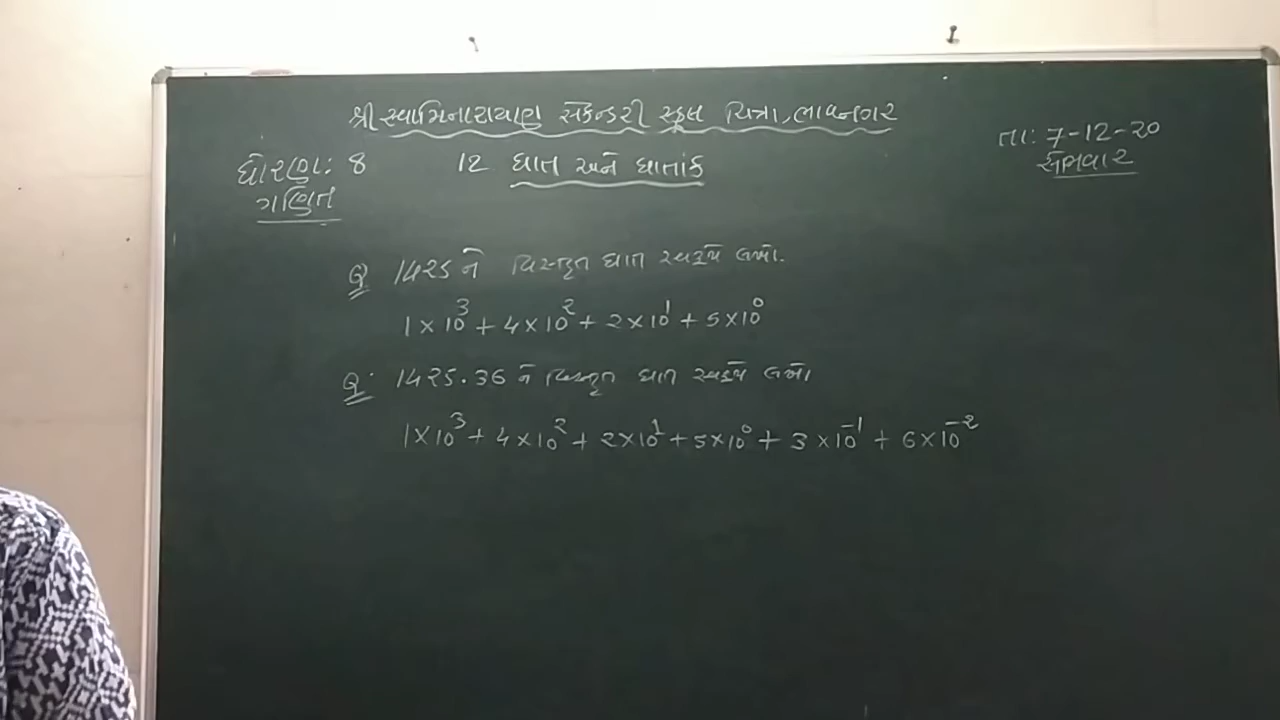 શ્રી સ્વામિનારાયણ સેકન્ડરી સ્કુલ ચિત્રા, ભાવનગર
તા: 7-12-20
ધોરણ: 8 12 ઘાત અને ઘાતાંક
સોમવાર
ગણિત
Q 1425 ને વિસ્તૃત ઘાત સ્વરૂપે લખો.
1 × 10³ + 4 × 10² + 2 × 10¹ + 5 × 10⁰
Q. 1425.36 ને વિસ્તૃત ઘાત સ્વરૂપે લખો.
1 × 10³ + 4 × 10² + 2 × 10¹ + 5 × 10⁰ + 3 × 10⁻¹ + 6 × 10⁻²